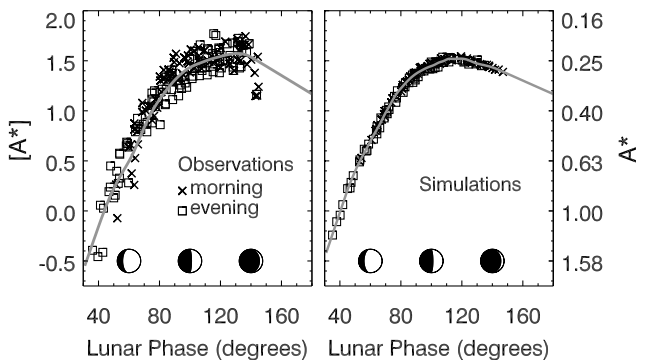 2.0
1.5
1.0
0.5
0.0
-0.5
[A*]
Observations
morning
evening
40 80 120 160
Lunar Phase (degrees)
Simulations
40 80 120 160
Lunar Phase (degrees)
0.16
0.25
0.40
0.63
1.00
1.58
A*